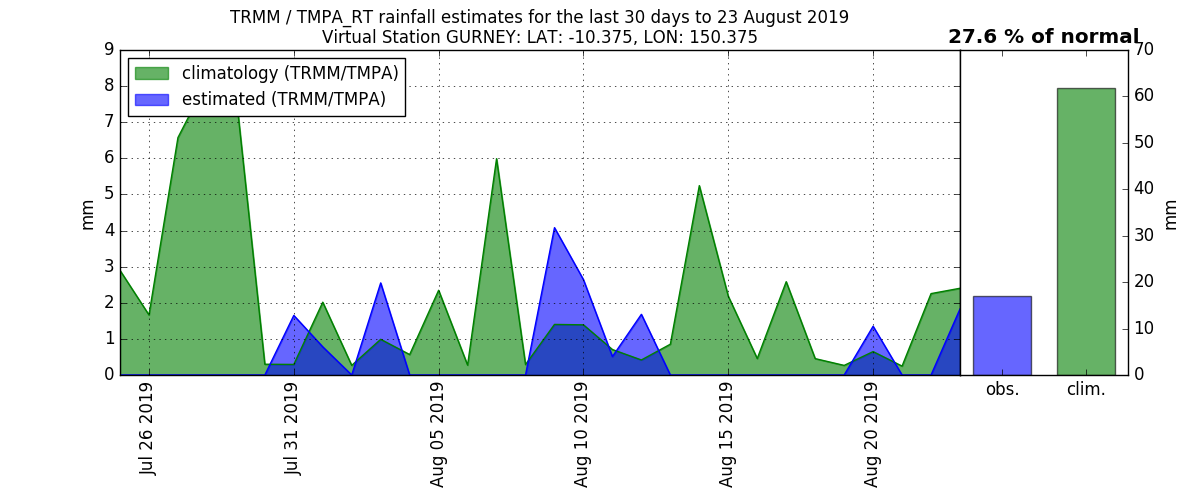 TRMM / TMPA_RT rainfall estimates for the last 30 days to 23 August 2019
Virtual Station GURNEY: LAT: -10.375, LON: 150.375
27.6 % of normal
climatology (TRMM/TMPA)
estimated (TRMM/TMPA)
9
8
7
6
5
4
3
2
1
0
mm
Jul 26 2019
Jul 31 2019
Aug 05 2019
Aug 10 2019
Aug 15 2019
Aug 20 2019
obs.
clim.
70
60
50
40
30
20
10
0
mm